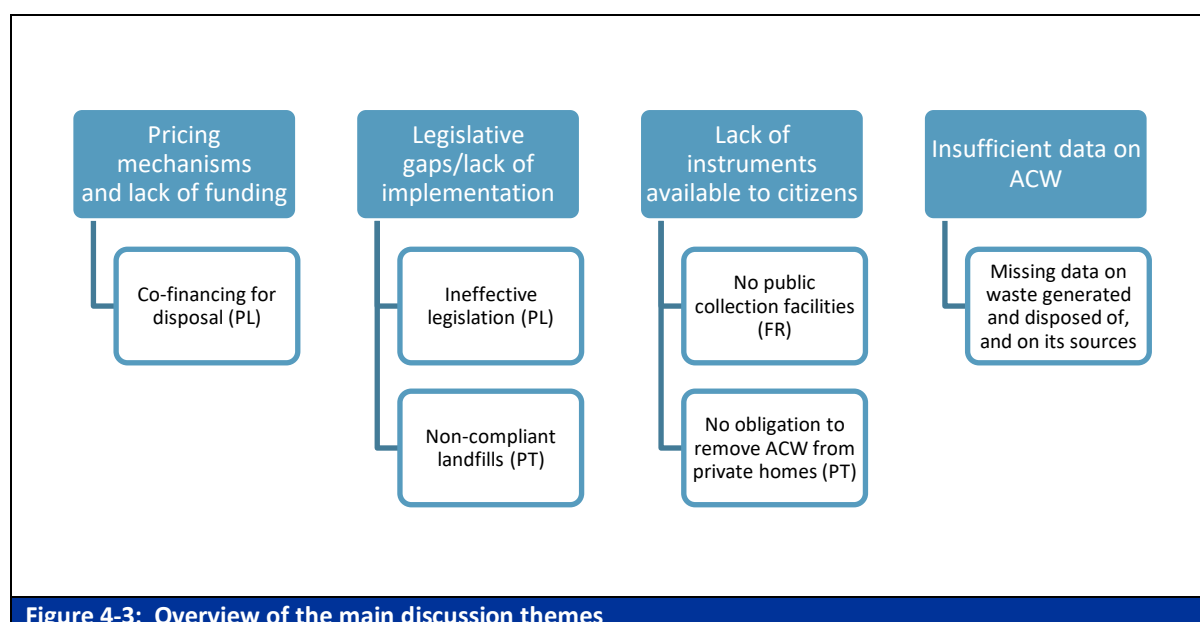 Pricing
mechanisms
and lack of funding
Co-financing for
disposal (PL)
Legislative
gaps/lack of
implementation
Ineffective
legislation (PL)
Non-compliant
landfills (PT)
Lack of
instruments
available to citizens
No public
collection facilities
(FR)
No obligation to
remove ACW from
private homes (PT)
Insufficient data on
ACW
Missing data on
waste generated
and disposed of,
and on its sources
Figure 4-3: Overview of the main discussion themes